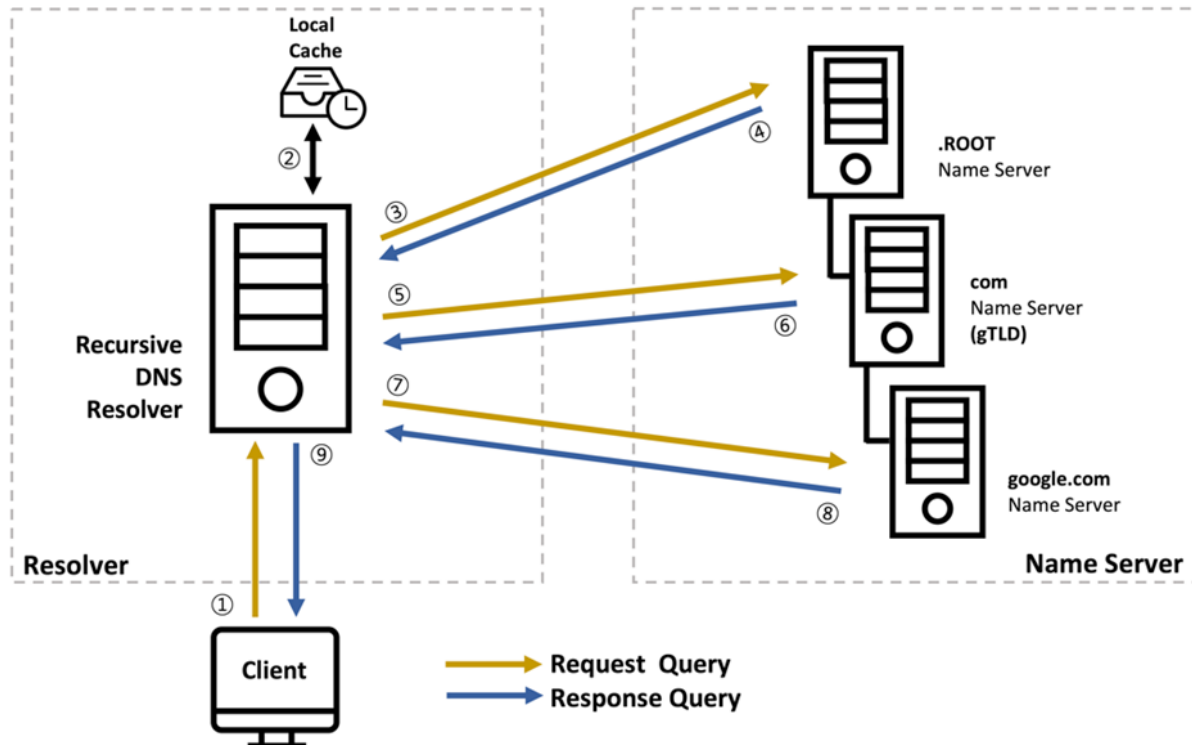 Local
Cache
②
③
④
.ROOT
Name Server
⑤
⑥
com
Name Server
(gTLD)
Recursive
DNS
Resolver
⑦
⑧
⑨
google.com
Name Server
Resolver
Name Server
①
Client
Request Query
Response Query